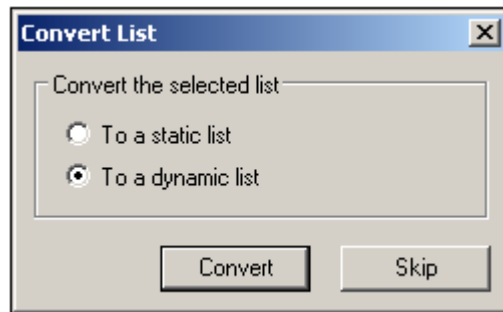 Convert List
Convert the selected list
To a static list
To a dynamic list
Convert
Skip